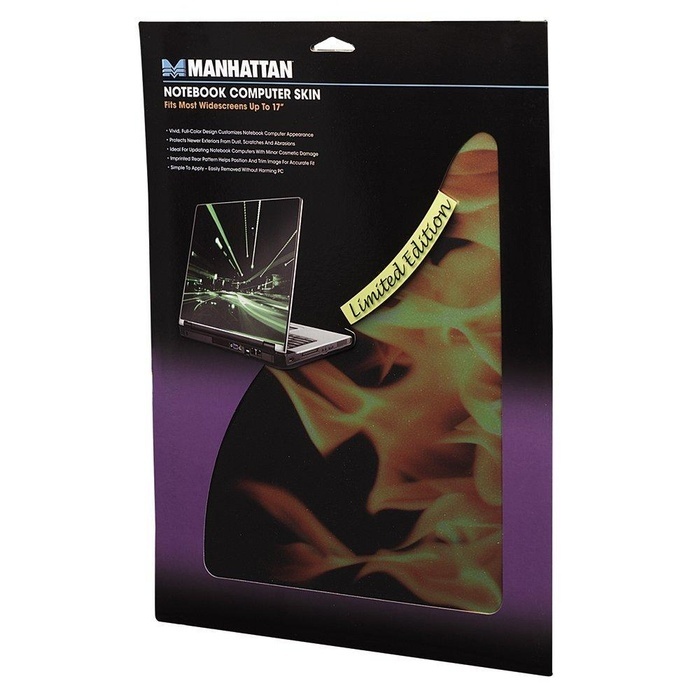 MANHATTAN
NOTEBOOK COMPUTER SKIN
Fits Most Widescreens Up To 17"
• Vivid, Full-Color Design Customizes Notebook Computer Appearance
• Protects Newer Exteriors From Dust, Scratches And Abrasions
• Ideal For Updating Notebook Computers With Minor Cosmetic Damage
• Imprinted Rear Pattern Helps Position And Trim Image For Accurate Fit
• Simple To Apply – Easily Removed Without Harming PC
Limited Edition